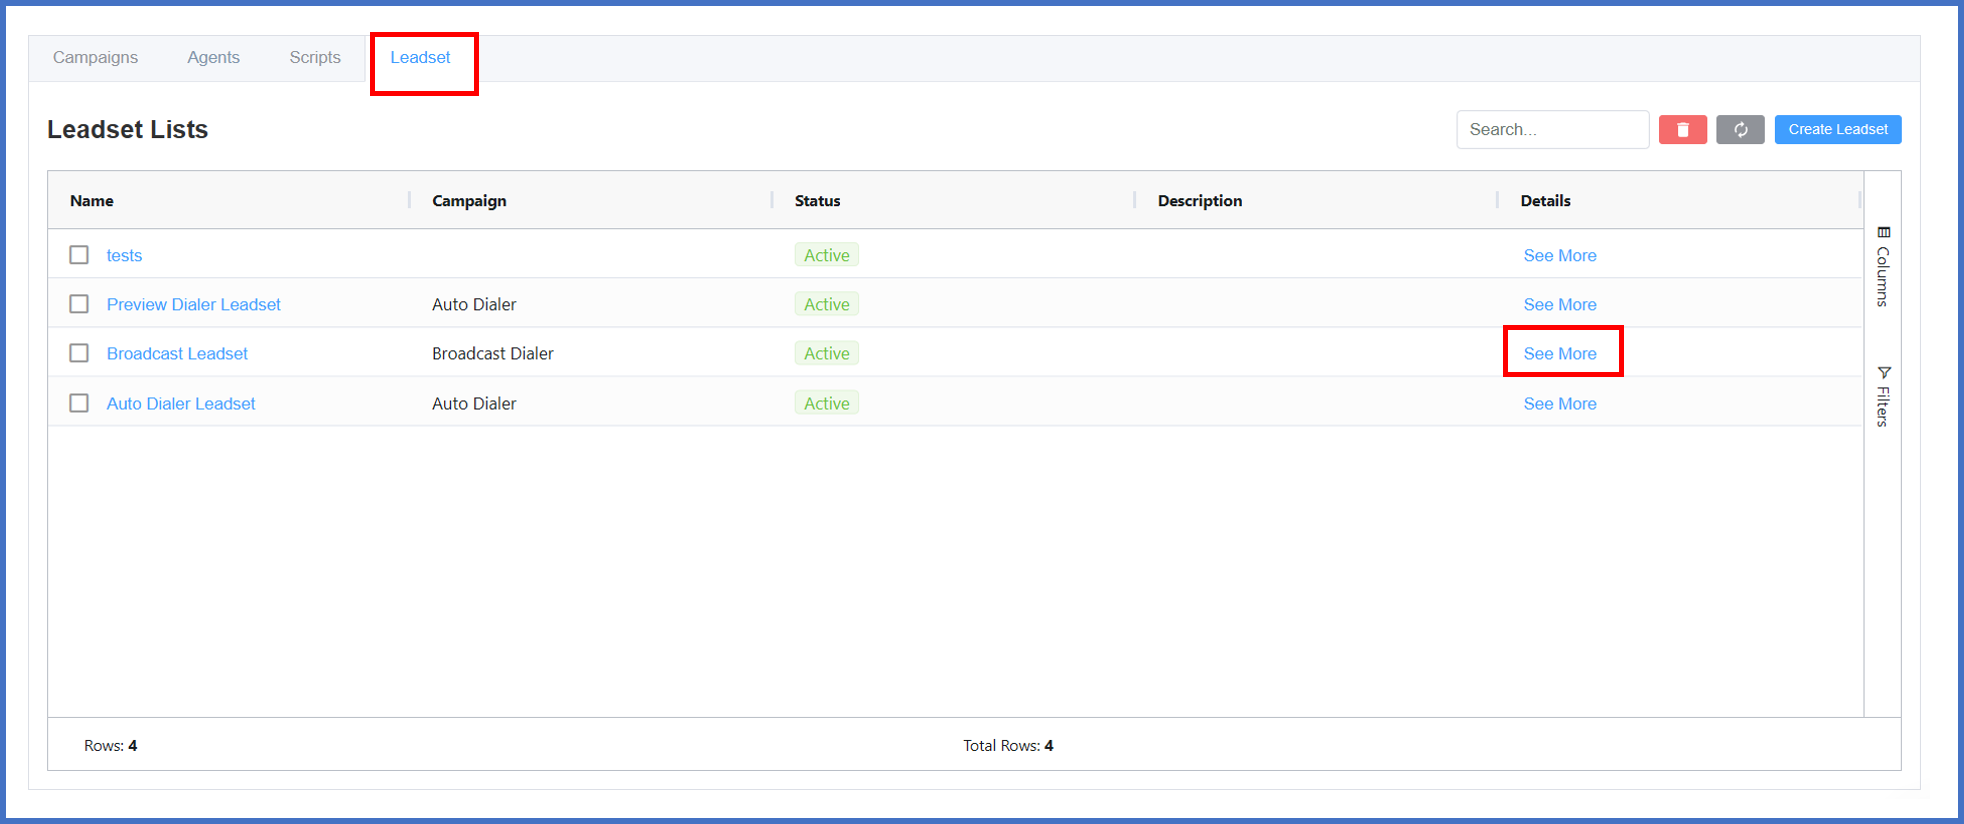 Campaigns Agents Scripts Leadset
Leadset Lists
Search... Create Leadset
Name Campaign Status Description Details
tests Active See More
Preview Dialer Leadset Auto Dialer Active See More
Broadcast Leadset Broadcast Dialer Active See More
Auto Dialer Leadset Auto Dialer Active See More
Columns
Filters
Rows: 4 Total Rows: 4